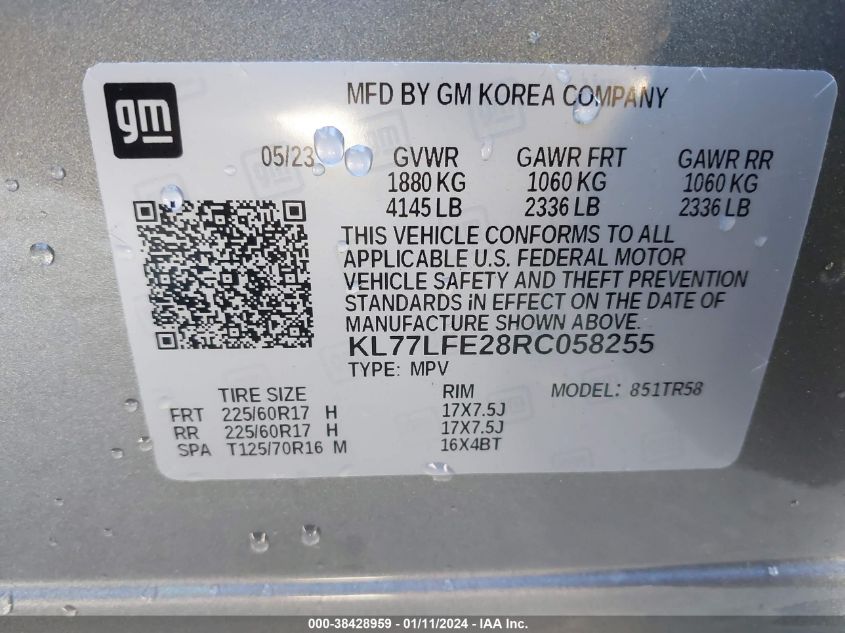 gm
MFD BY GM KOREA COMPANY
05/23 GVWR GAWR FRT GAWR RR
1880 KG 1060 KG 1060 KG
4145 LB 2336 LB 2336 LB
THIS VEHICLE CONFORMS TO ALL
APPLICABLE U.S. FEDERAL MOTOR
VEHICLE SAFETY AND THEFT PREVENTION
STANDARDS iN EFFECT ON THE DATE OF
MANUFACTURE SHOWN ABOVE.
KL77LFE28RC058255
TYPE: MPV
TIRE SIZE RIM MODEL: 851TR58
FRT 225/60R17 H 17X7.5J
RR 225/60R17 H 17X7.5J
SPA T125/70R16 M 16X4BT
000-38428959 - 01/11/2024 - IAA Inc.